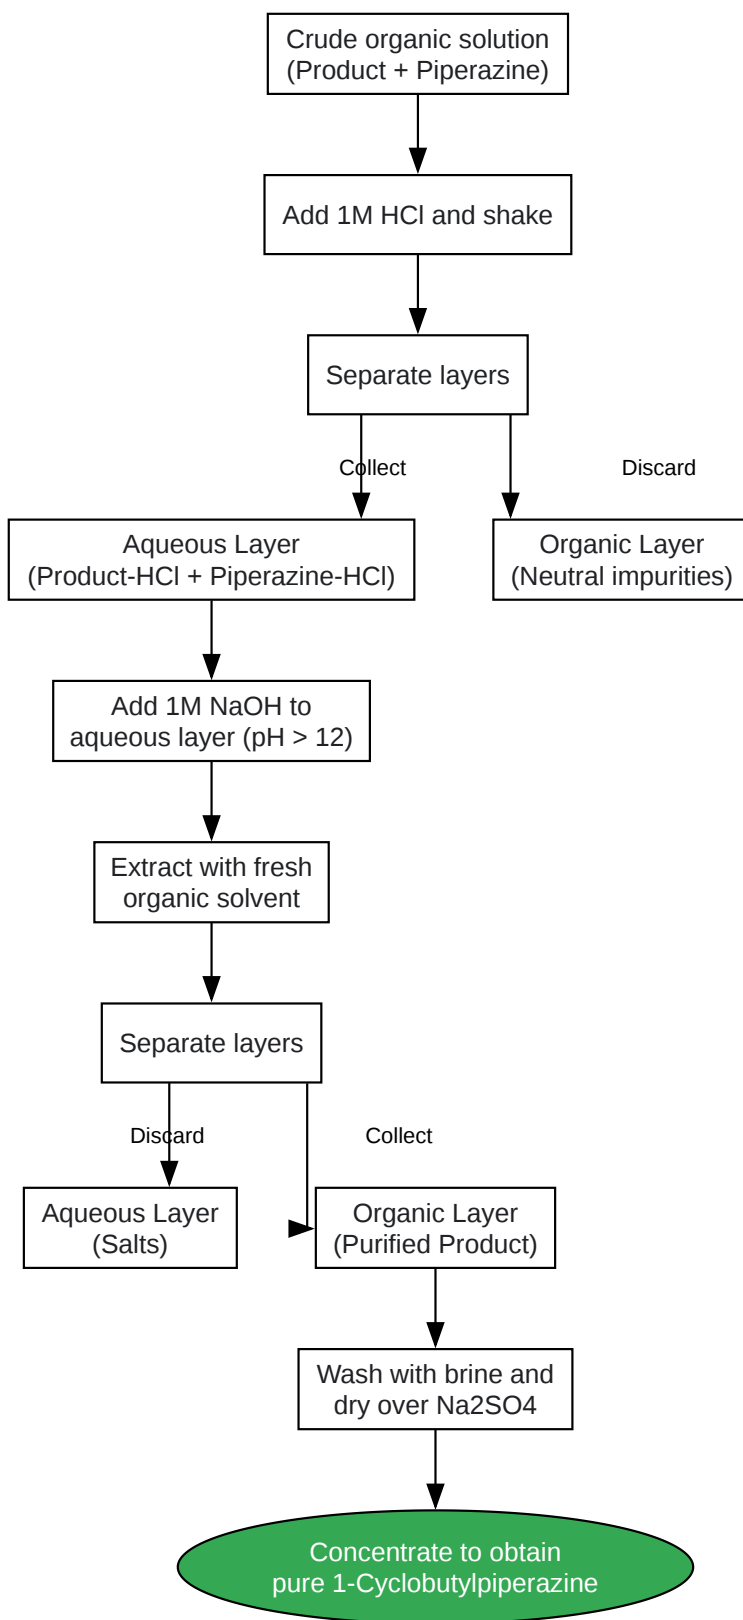 Crude organic solution
(Product + Piperazine)
Add 1M HCl and shake
Separate layers
Collect
Discard
Aqueous Layer
(Product-HCl + Piperazine-HCl)
Organic Layer
(Neutral impurities)
Add 1M NaOH to
aqueous layer (pH > 12)
Extract with fresh
organic solvent
Separate layers
Discard
Collect
Aqueous Layer
(Salts)
Organic Layer
(Purified Product)
Wash with brine and
dry over Na2SO4
Concentrate to obtain
pure 1-Cyclobutylpiperazine